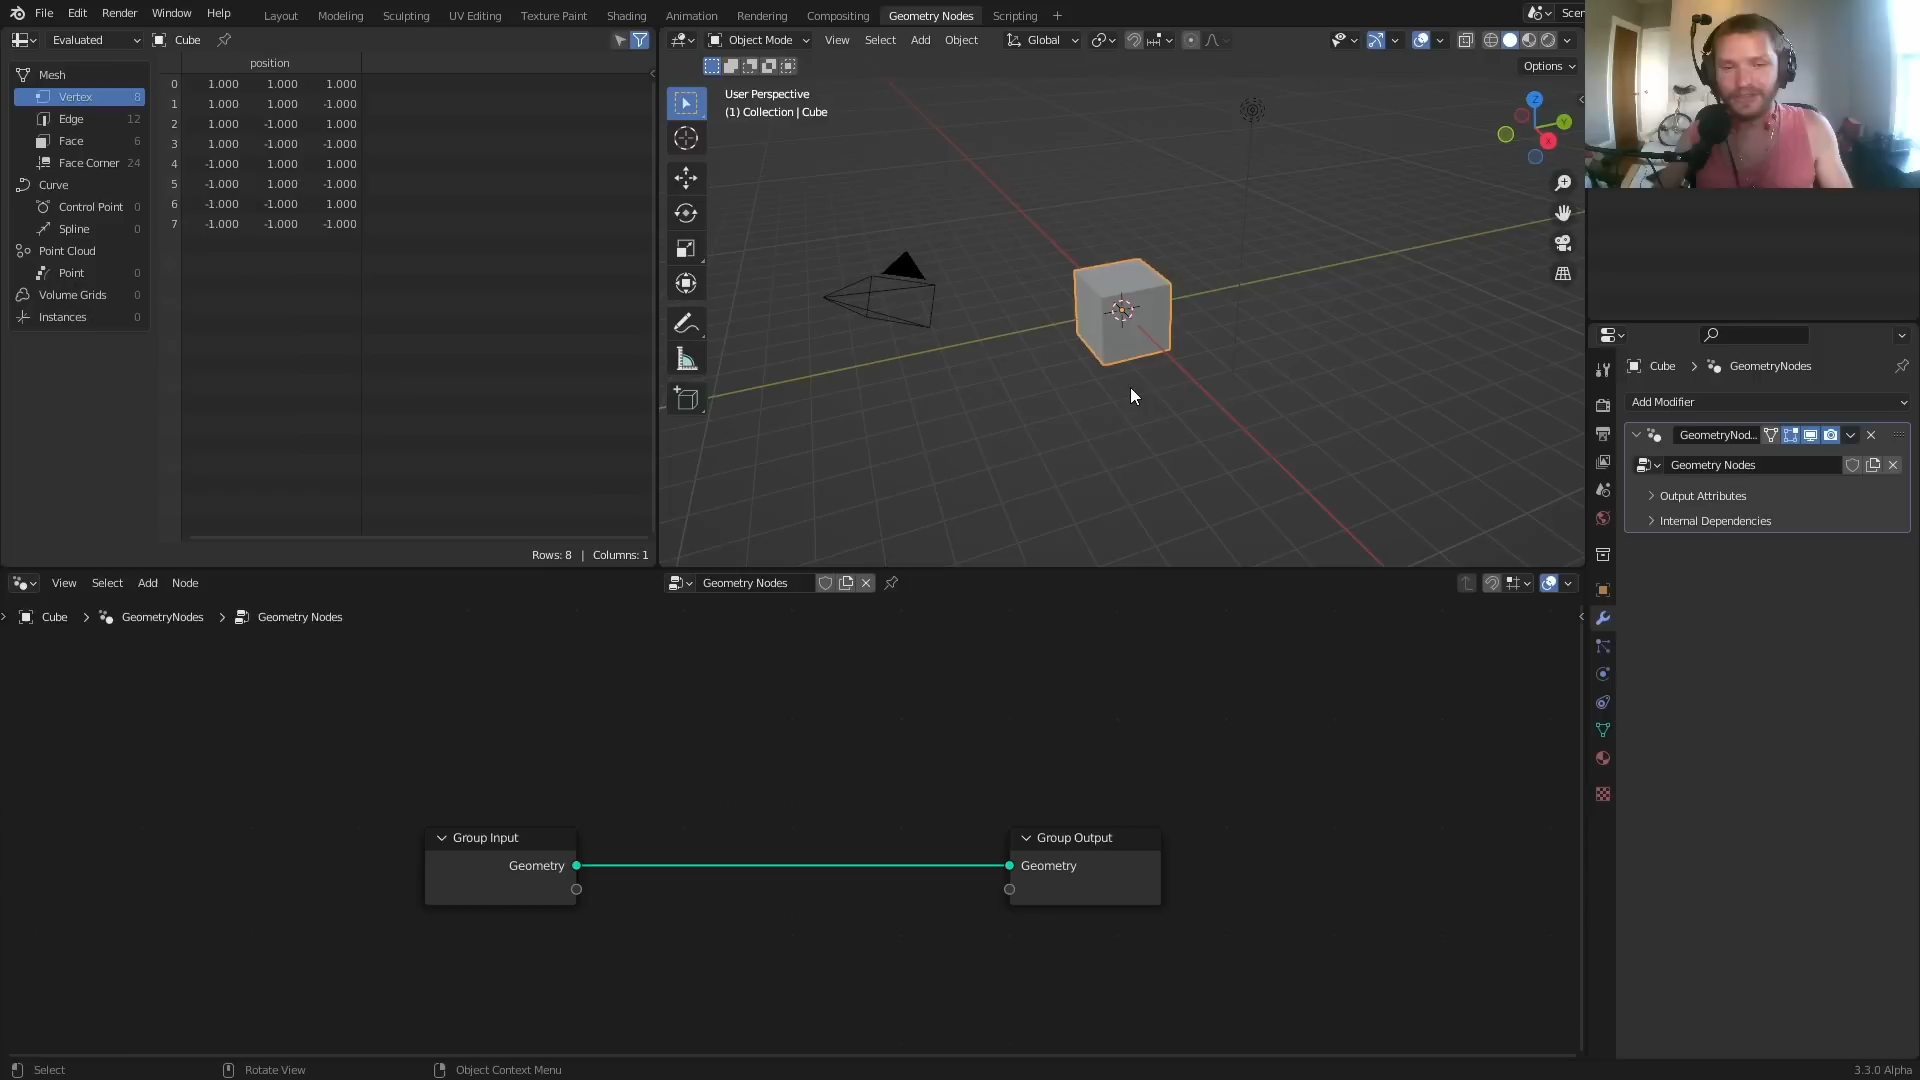 File Edit Render Window Help Layout Modeling Sculpting UV Editing Texture Paint Shading Animation Rendering Compositing Geometry Nodes Scripting + Scen
Evaluated Cube
Object Mode View Select Add Object Global
Options
position
Mesh
Vertex 8
Edge 12
Face 6
Face Corner 24
Curve
Control Point 0
Spline 0
Point Cloud
Point 0
Volume Grids 0
Instances 0
0 1.000 1.000 1.000
1 1.000 1.000 -1.000
2 1.000 -1.000 1.000
3 1.000 -1.000 -1.000
4 -1.000 1.000 1.000
5 -1.000 1.000 -1.000
6 -1.000 -1.000 1.000
7 -1.000 -1.000 -1.000
Rows: 8 | Columns: 1
User Perspective
(1) Collection | Cube
Z
Y
X
Cube > GeometryNodes
Add Modifier
GeometryNod...
Geometry Nodes
Output Attributes
Internal Dependencies
View Select Add Node Geometry Nodes
Cube > GeometryNodes > Geometry Nodes
Group Input
Geometry
Group Output
Geometry
Select Rotate View Object Context Menu 3.3.0 Alpha